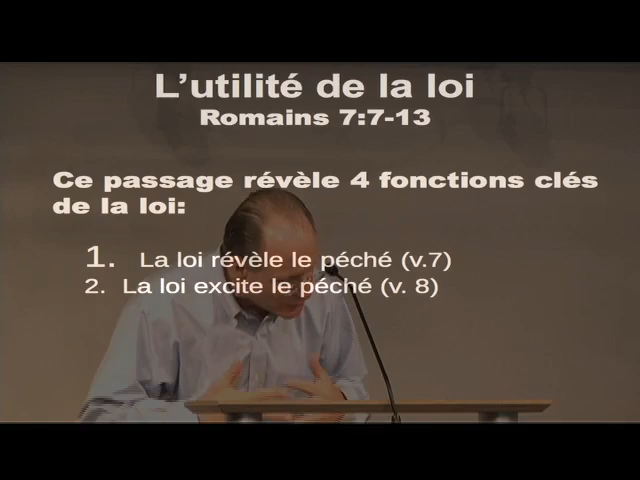 L’utilité de la loi
Romains 7:7-13
Ce passage révèle 4 fonctions clés
de la loi:
1. La loi révèle le péché (v.7)
2. La loi excite le péché (v. 8)